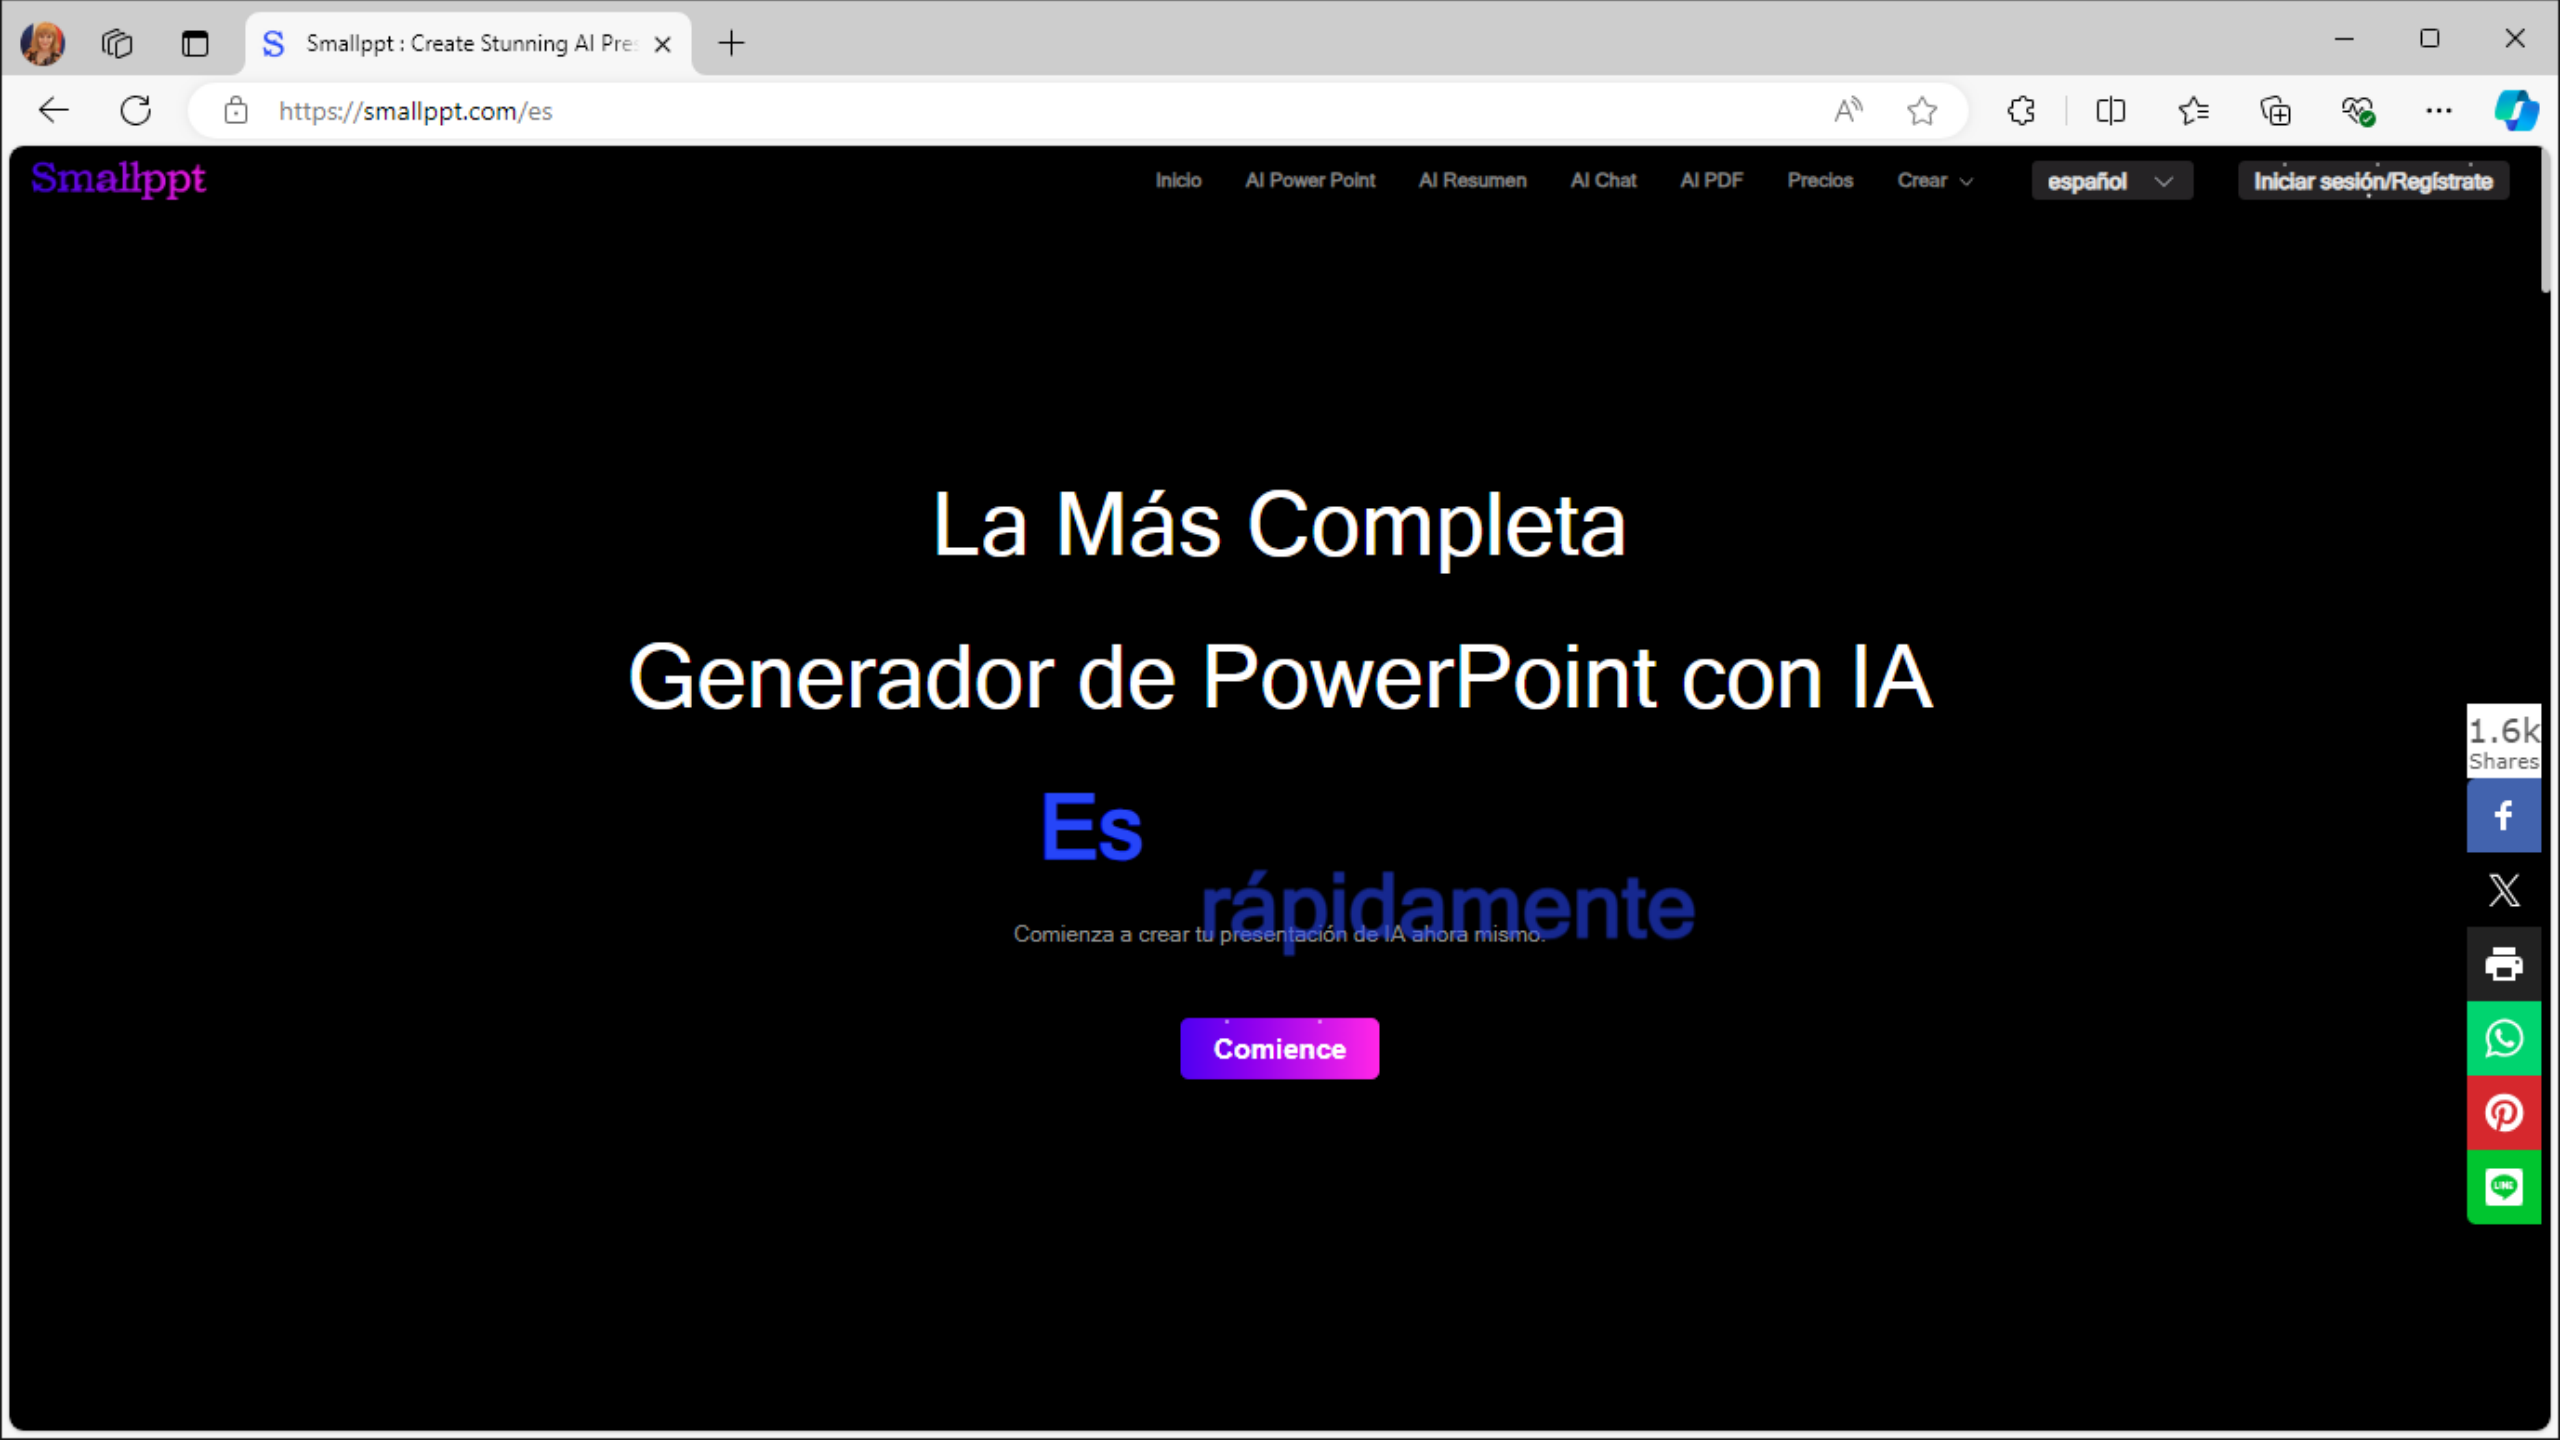 Smallppt : Create Stunning AI Pre
https://smallppt.com/es
Smallppt
Inicio
AI Power Point
AI Resumen
AI Chat
AI PDF
Precios
Crear
español
Iniciar sesión/Regístrate
La Más Completa
Generador de PowerPoint con IA
Es
rápidamente
Comienza a crear tu presentación de IA ahora mismo.
Comience
1.6k
Shares
LINE